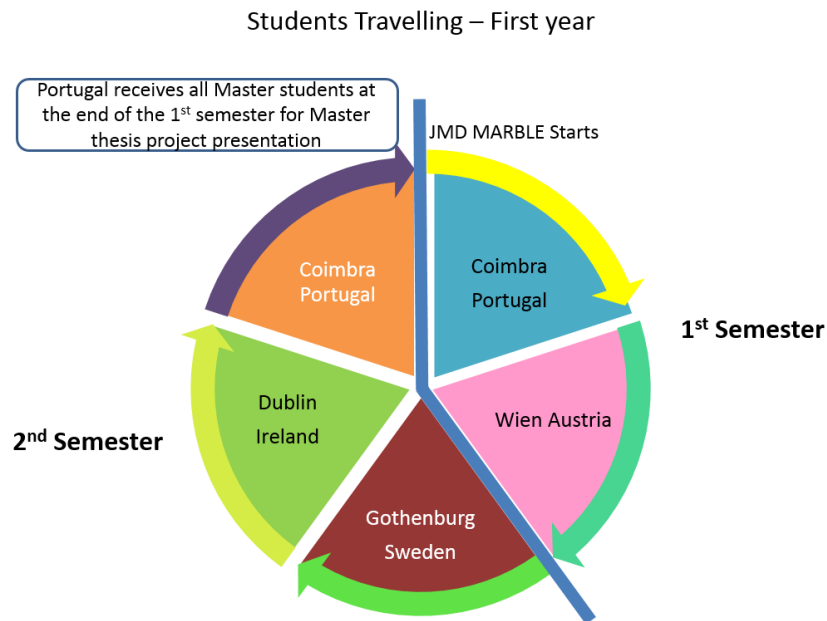 Students Travelling – First year
Portugal receives all Master students at
the end of the 1st semester for Master
thesis project presentation
JMD MARBLE Starts
Coimbra
Portugal
Coimbra
Portugal
1st Semester
Wien Austria
Dublin
Ireland
2nd Semester
Gothenburg
Sweden